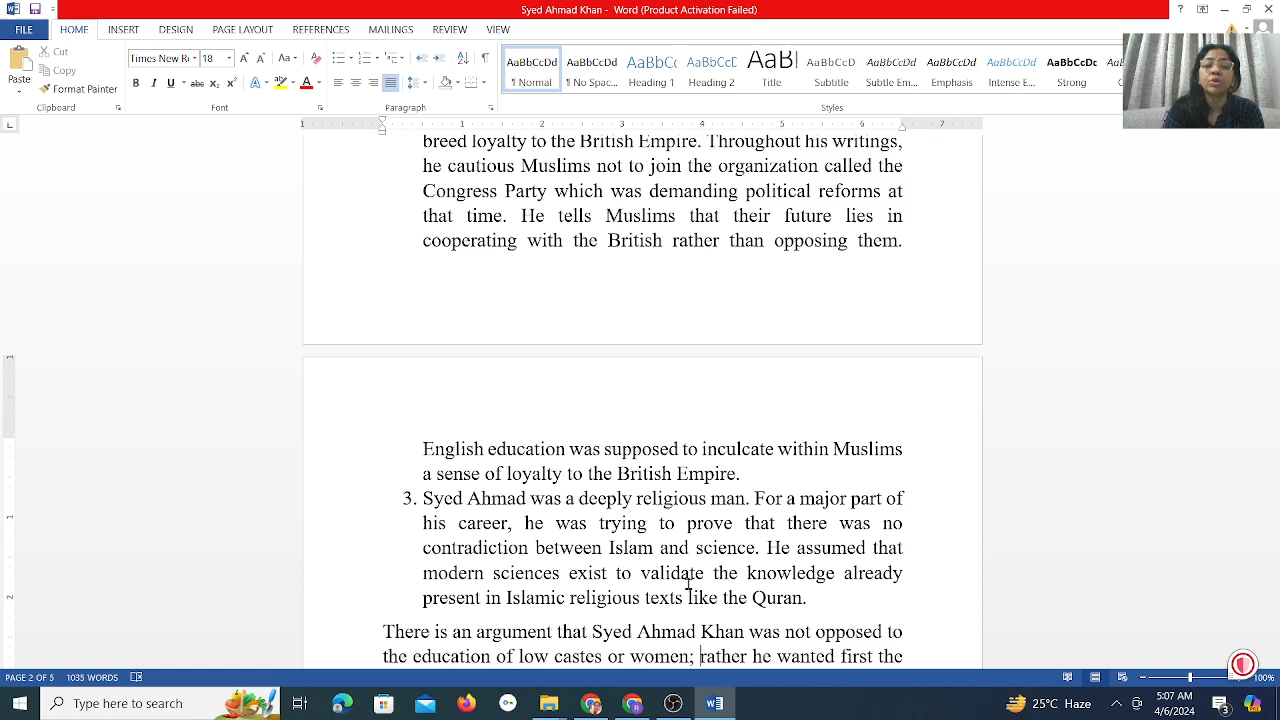 Syed Ahmad Khan - Word (Product Activation Failed)
FILE HOME INSERT DESIGN PAGE LAYOUT REFERENCES MAILINGS REVIEW VIEW
Paste
Cut
Copy
Format Painter
Clipboard
Times New Ro 18
Font
Paragraph
AaBbCcDd AaBbCcDd AaBbCc AaBbCcD AaBl AaBbCcD AaBbCcDd AaBbCcDd AaBbCcDd AaBbCcDd
¶ Normal ¶ No Spac... Heading 1 Heading 2 Title Subtitle Subtle Em... Emphasis Intense E... Strong
Styles
1 1 2 3 4 5 6 7
breed loyalty to the British Empire. Throughout his writings,
he cautious Muslims not to join the organization called the
Congress Party which was demanding political reforms at
that time. He tells Muslims that their future lies in
cooperating with the British rather than opposing them.
English education was supposed to inculcate within Muslims
a sense of loyalty to the British Empire.
3. Syed Ahmad was a deeply religious man. For a major part of
his career, he was trying to prove that there was no
contradiction between Islam and science. He assumed that
modern sciences exist to validate the knowledge already
present in Islamic religious texts like the Quran.
There is an argument that Syed Ahmad Khan was not opposed to
the education of low castes or women; rather he wanted first the
PAGE 2 OF 5 1035 WORDS 100%
Type here to search
25°C Haze
5:07 AM
4/6/2024